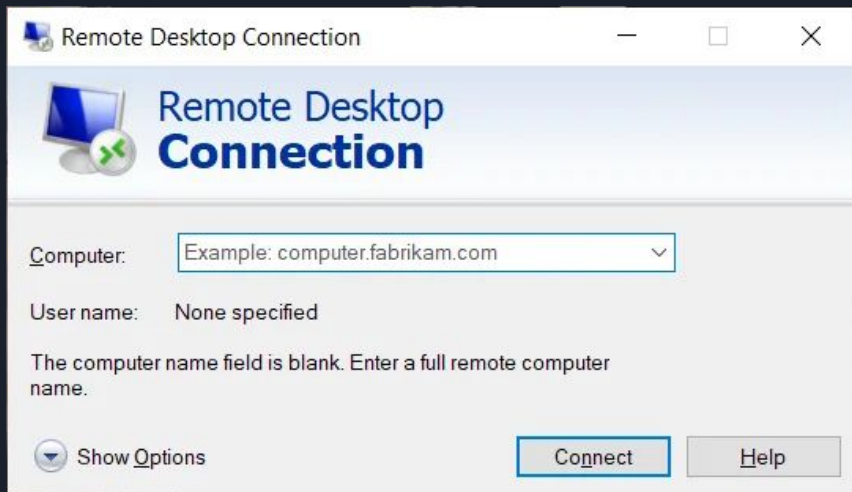 Remote Desktop Connection
Remote Desktop
Connection
Computer: Example: computer.fabrikam.com
User name: None specified
The computer name field is blank. Enter a full remote computer
name.
Show Options Connect Help